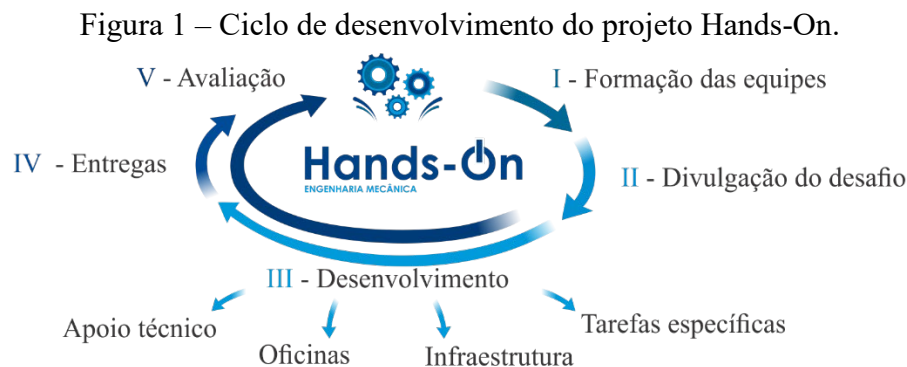 Figura 1 – Ciclo de desenvolvimento do projeto Hands-On.
V - Avaliação
I - Formação das equipes
IV - Entregas
Hands-On
ENGENHARIA MECÂNICA
II - Divulgação do desafio
III - Desenvolvimento
Apoio técnico
Oficinas
Infraestrutura
Tarefas específicas